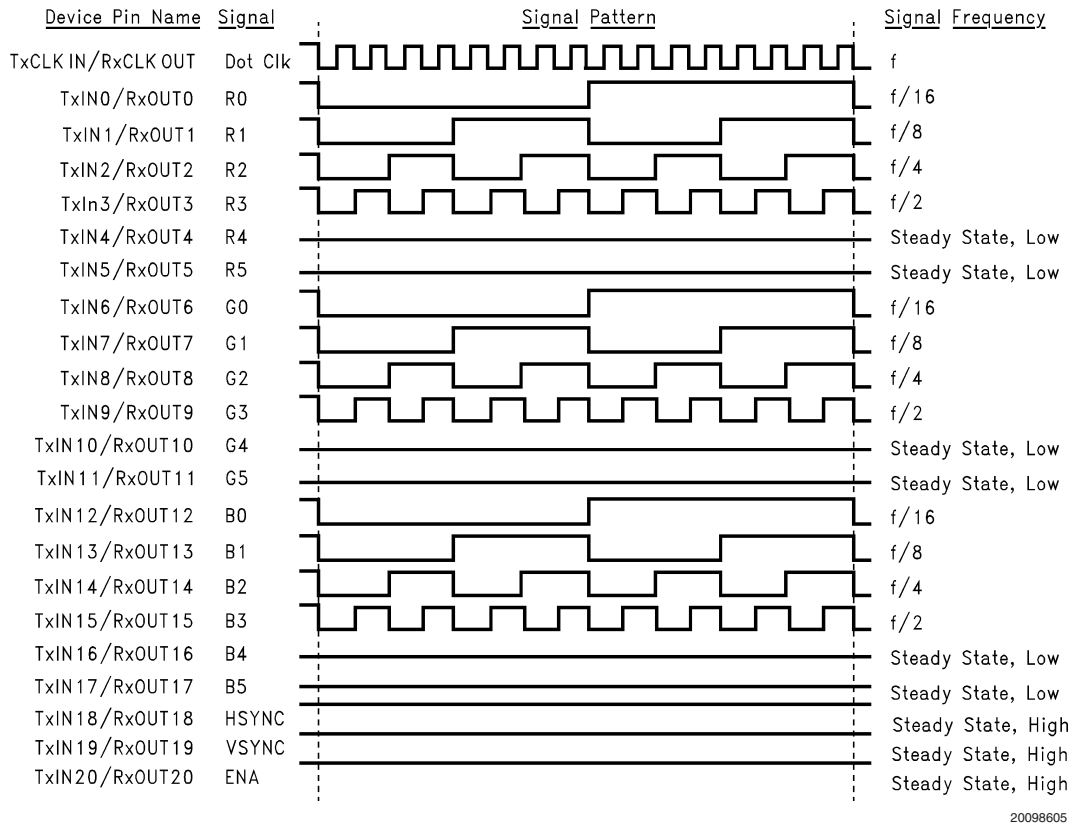 Device Pin Name Signal Signal Pattern Signal Frequency
TxCLK IN/RxCLK OUT Dot Clk f
TxIN0/RxOUT0 R0 f/16
TxIN1/RxOUT1 R1 f/8
TxIN2/RxOUT2 R2 f/4
TxIn3/RxOUT3 R3 f/2
TxIN4/RxOUT4 R4 Steady State, Low
TxIN5/RxOUT5 R5 Steady State, Low
TxIN6/RxOUT6 G0 f/16
TxIN7/RxOUT7 G1 f/8
TxIN8/RxOUT8 G2 f/4
TxIN9/RxOUT9 G3 f/2
TxIN10/RxOUT10 G4 Steady State, Low
TxIN11/RxOUT11 G5 Steady State, Low
TxIN12/RxOUT12 B0 f/16
TxIN13/RxOUT13 B1 f/8
TxIN14/RxOUT14 B2 f/4
TxIN15/RxOUT15 B3 f/2
TxIN16/RxOUT16 B4 Steady State, Low
TxIN17/RxOUT17 B5 Steady State, Low
TxIN18/RxOUT18 HSYNC Steady State, High
TxIN19/RxOUT19 VSYNC Steady State, High
TxIN20/RxOUT20 ENA Steady State, High
20098605